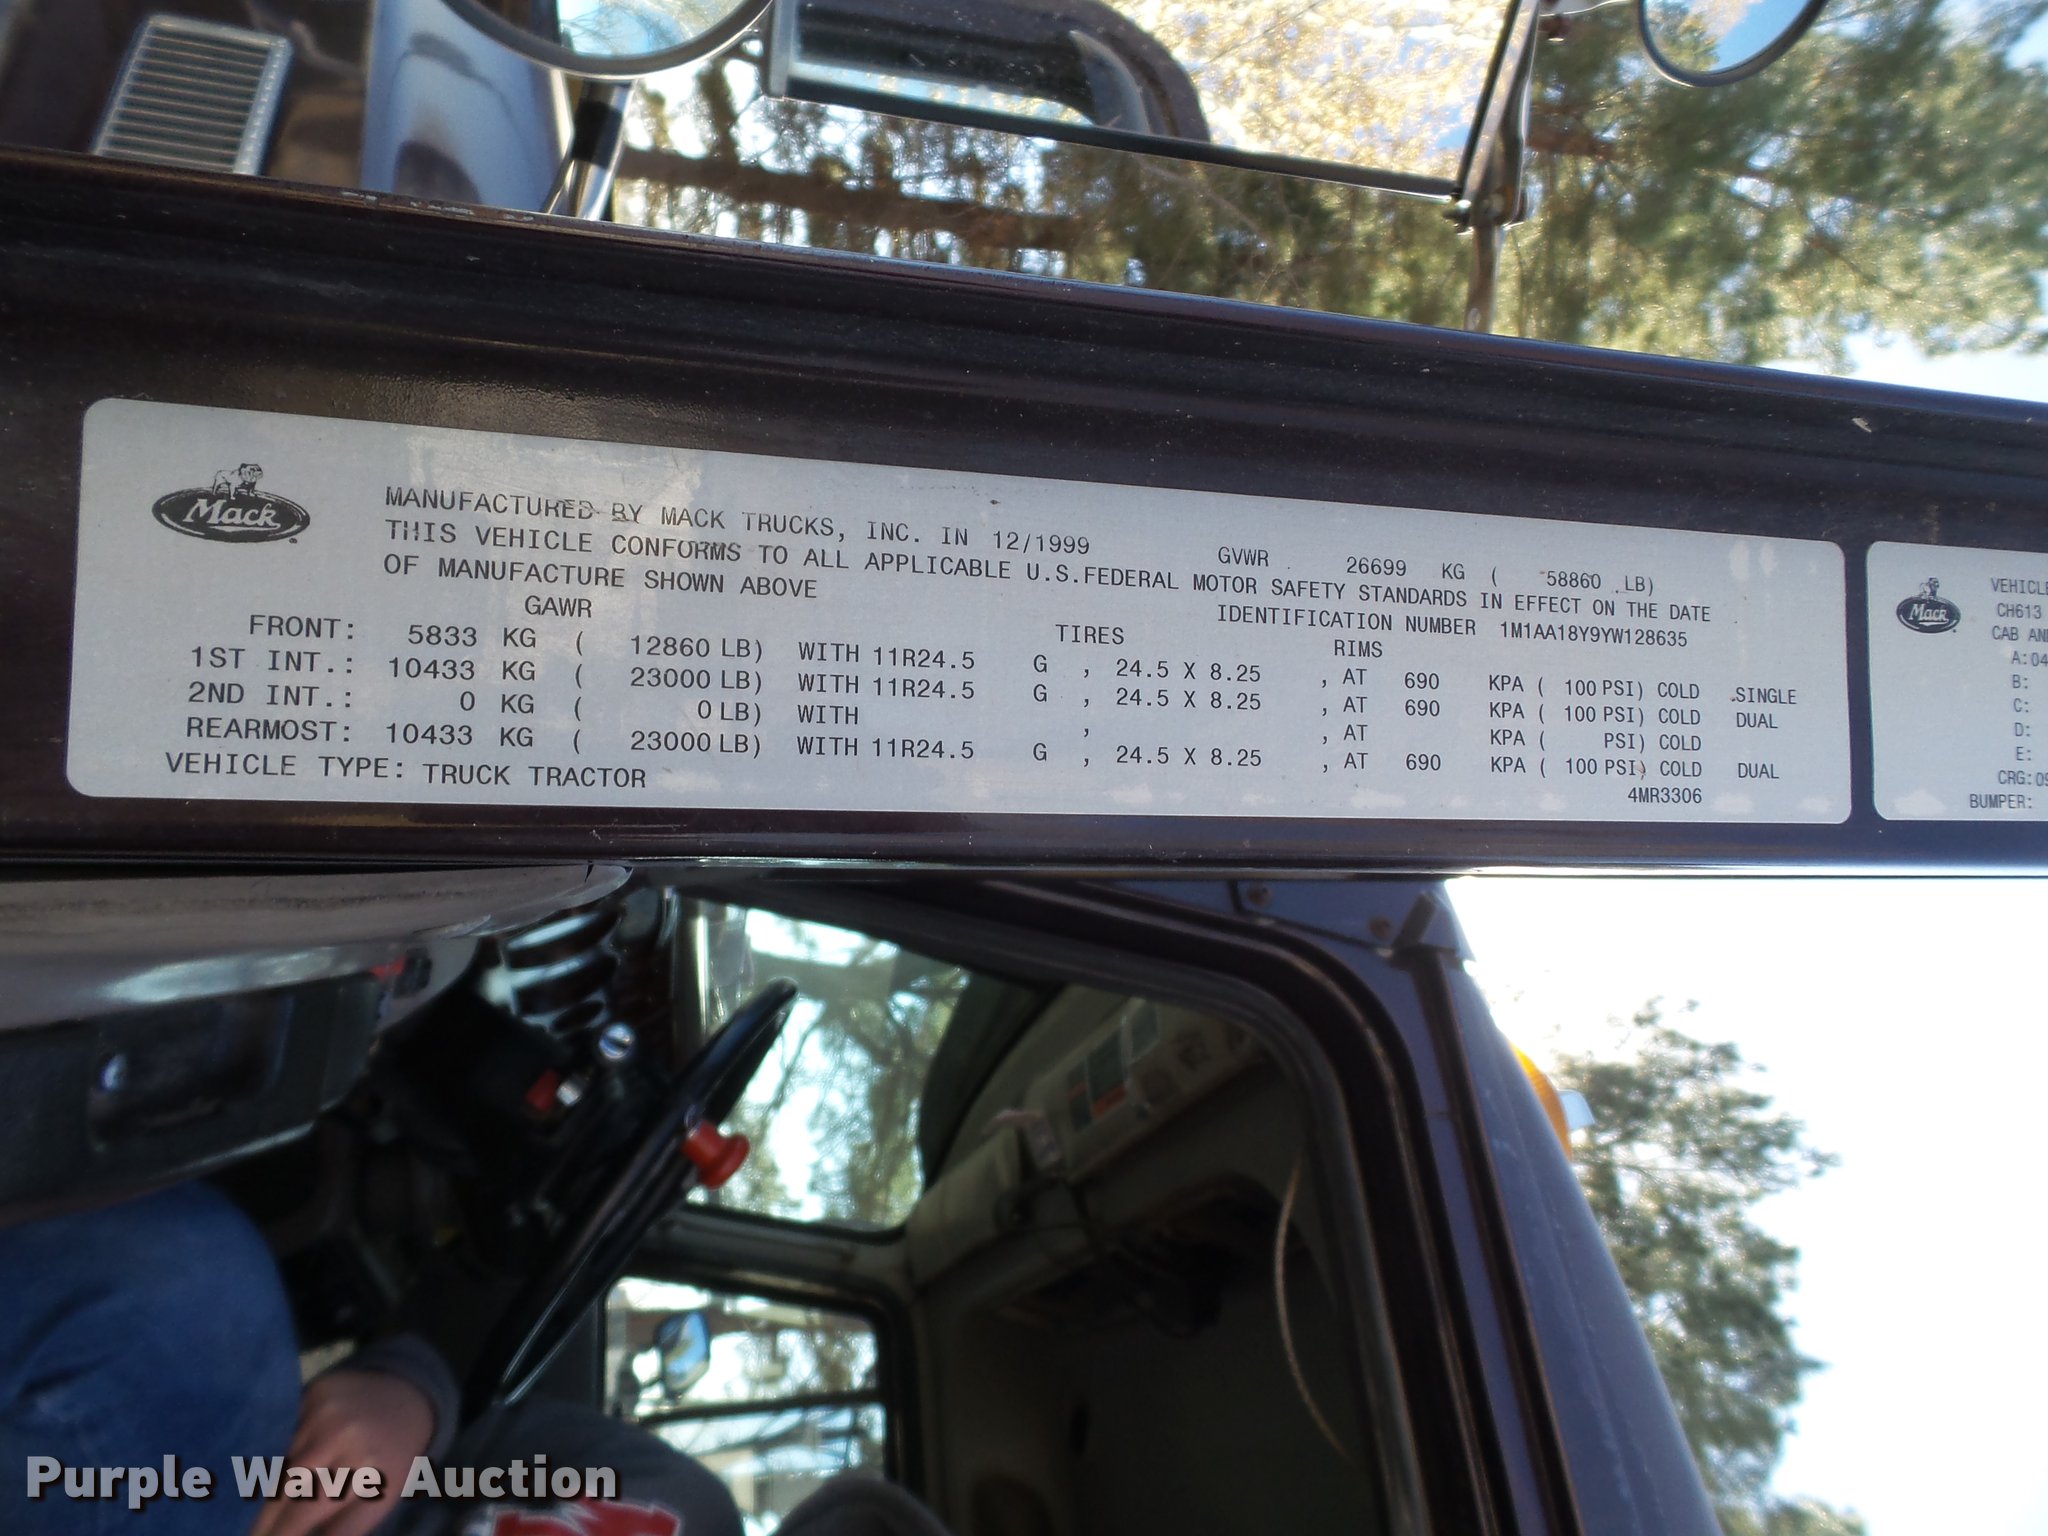 Mack
MANUFACTURED BY MACK TRUCKS, INC. IN 12/1999 GVWR 26699 KG ( 58860 LB)
THIS VEHICLE CONFORMS TO ALL APPLICABLE U.S.FEDERAL MOTOR SAFETY STANDARDS IN EFFECT ON THE DATE
OF MANUFACTURE SHOWN ABOVE IDENTIFICATION NUMBER 1M1AA18Y9YW128635
GAWR TIRES RIMS
FRONT: 5833 KG ( 12860 LB) WITH 11R24.5 G , 24.5 X 8.25 , AT 690 KPA ( 100 PSI) COLD SINGLE
1ST INT.: 10433 KG ( 23000 LB) WITH 11R24.5 G , 24.5 X 8.25 , AT 690 KPA ( 100 PSI) COLD DUAL
2ND INT.: 0 KG ( 0 LB) WITH , , AT KPA ( PSI) COLD
REARMOST: 10433 KG ( 23000 LB) WITH 11R24.5 G , 24.5 X 8.25 , AT 690 KPA ( 100 PSI) COLD DUAL
VEHICLE TYPE: TRUCK TRACTOR 4MR3306
Mack
VEHICLE
CH613
CAB
A:04
B:
C:
D:
E:
CRG:09
BUMPER:
Purple Wave Auction